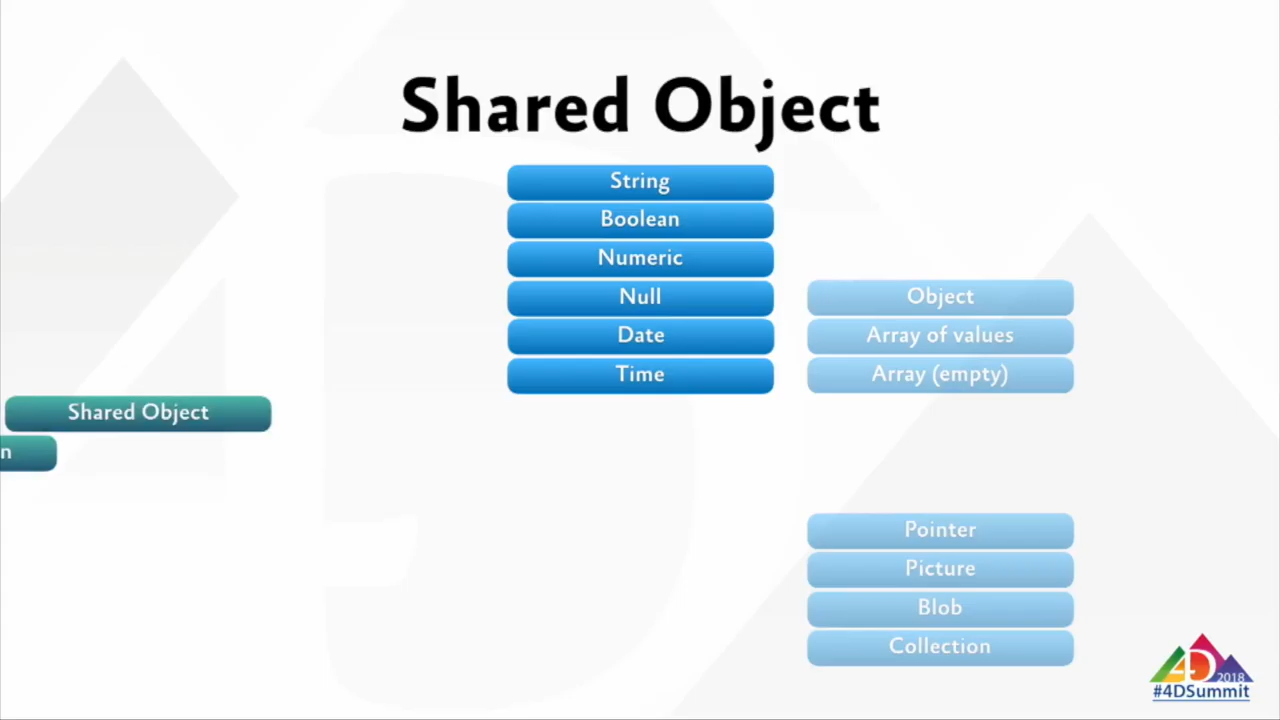 Shared Object
String
Boolean
Numeric
Null
Date
Time
Object
Array of values
Array (empty)
Shared Object
n
Pointer
Picture
Blob
Collection
4D
2018
#4DSummit